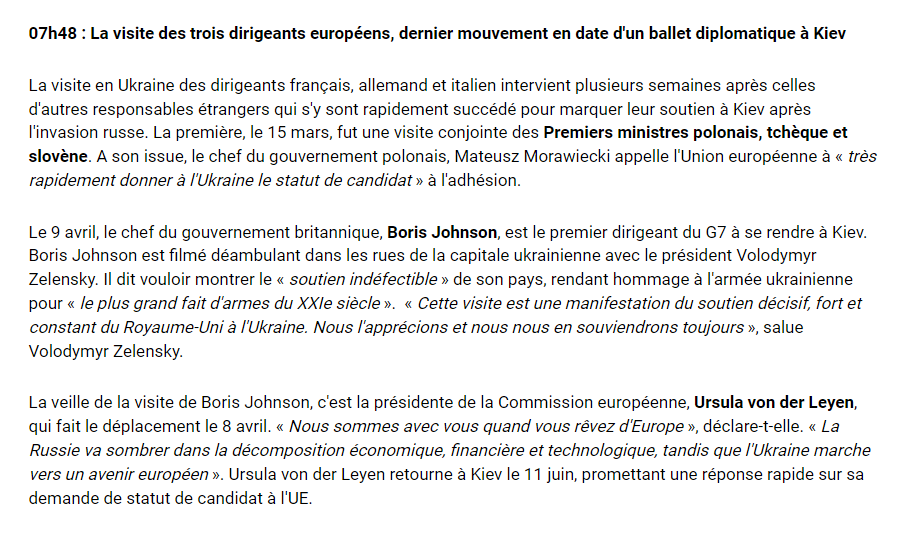 07h48 : La visite des trois dirigeants européens, dernier mouvement en date d'un ballet diplomatique à Kiev
La visite en Ukraine des dirigeants français, allemand et italien intervient plusieurs semaines après celles
d'autres responsables étrangers qui s'y sont rapidement succédé pour marquer leur soutien à Kiev après
l'invasion russe. La première, le 15 mars, fut une visite conjointe des Premiers ministres polonais, tchèque et
slovène. A son issue, le chef du gouvernement polonais, Mateusz Morawiecki appelle l'Union européenne à « très
rapidement donner à l'Ukraine le statut de candidat » à l'adhésion.
Le 9 avril, le chef du gouvernement britannique, Boris Johnson, est le premier dirigeant du G7 à se rendre à Kiev.
Boris Johnson est filmé déambulant dans les rues de la capitale ukrainienne avec le président Volodymyr
Zelensky. Il dit vouloir montrer le « soutien indéfectible » de son pays, rendant hommage à l'armée ukrainienne
pour « le plus grand fait d'armes du XXIe siècle ».  « Cette visite est une manifestation du soutien décisif, fort et
constant du Royaume-Uni à l'Ukraine. Nous l'apprécions et nous nous en souviendrons toujours », salue
Volodymyr Zelensky.
La veille de la visite de Boris Johnson, c'est la présidente de la Commission européenne, Ursula von der Leyen,
qui fait le déplacement le 8 avril. « Nous sommes avec vous quand vous rêvez d'Europe », déclare-t-elle. « La
Russie va sombrer dans la décomposition économique, financière et technologique, tandis que l'Ukraine marche
vers un avenir européen ». Ursula von der Leyen retourne à Kiev le 11 juin, promettant une réponse rapide sur sa
demande de statut de candidat à l'UE.